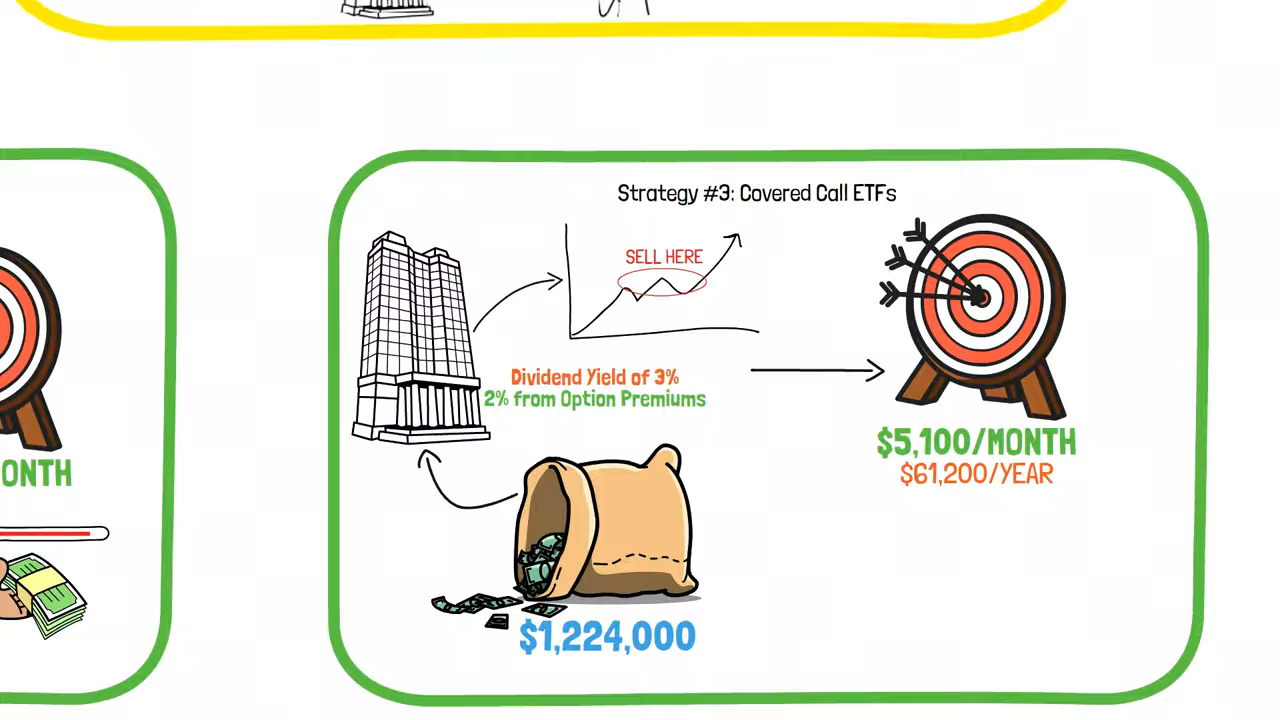 Strategy #3: Covered Call ETFs
SELL HERE
Dividend Yield of 3%
2% from Option Premiums
$5,100/MONTH
$61,200/YEAR
ONTH
$1,224,000